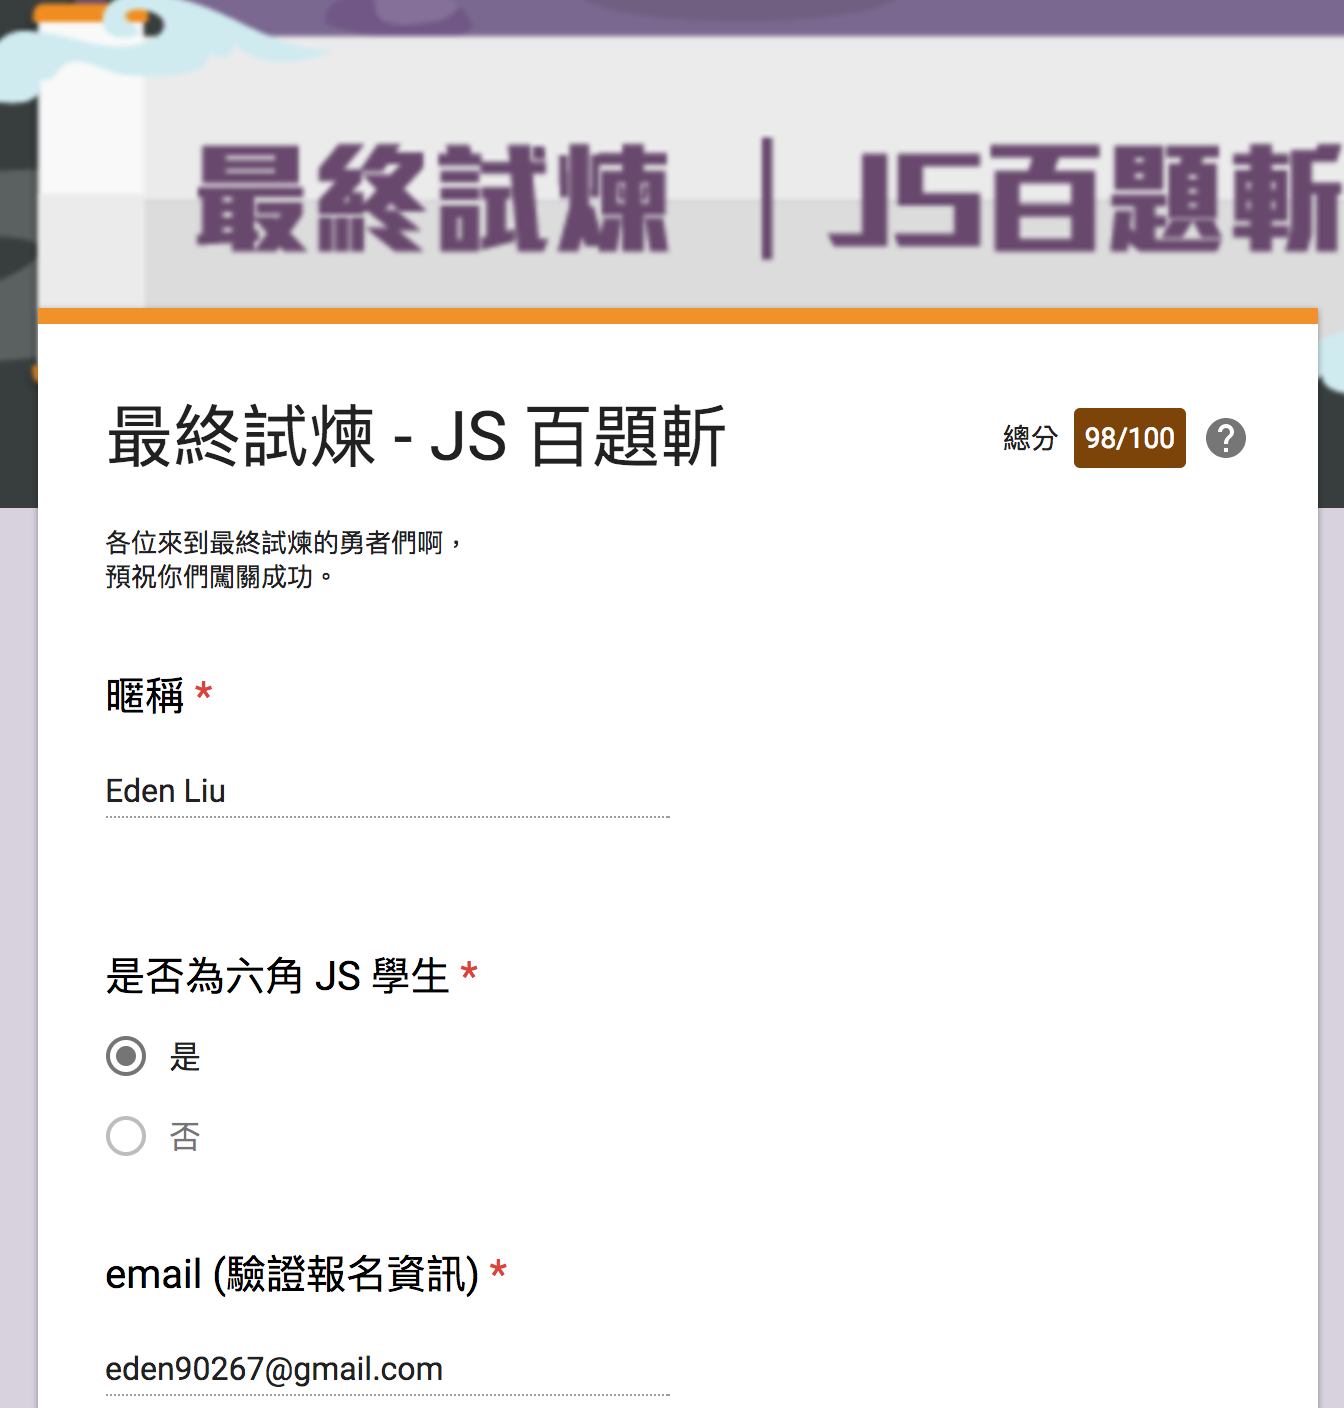 最終試煉｜JS百題斬
最終試煉 - JS 百題斬
總分 98/100 ?
各位來到最終試煉的勇者們啊，
預祝你們闖關成功。
暱稱 *
Eden Liu
是否為六角 JS 學生 *
是
否
email (驗證報名資訊) *
eden90267@gmail.com